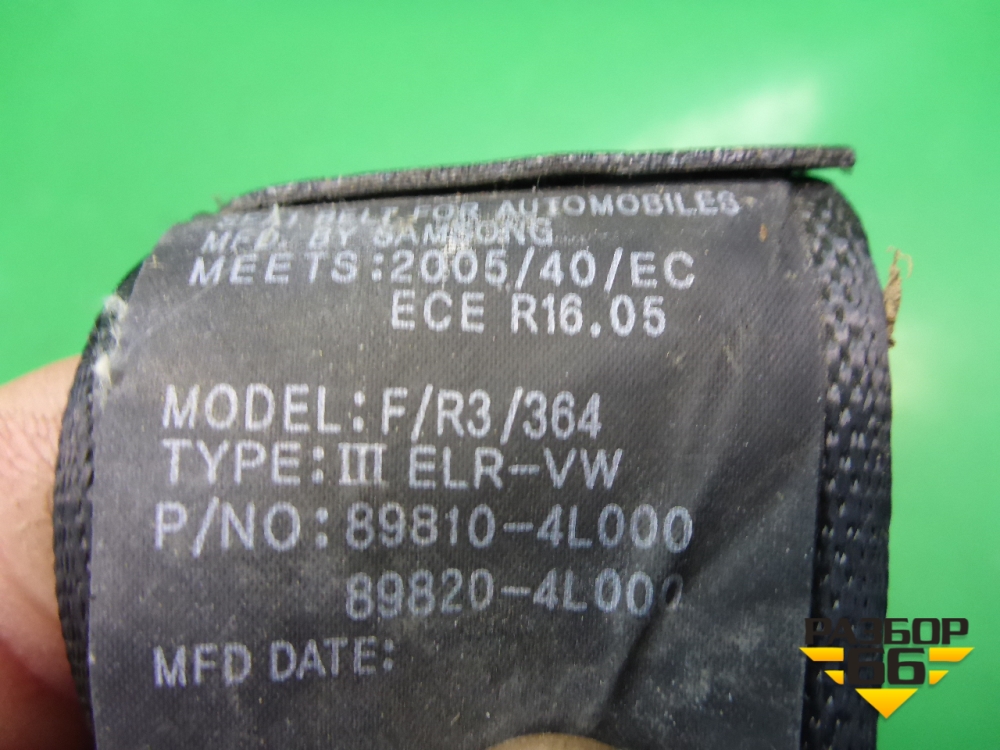 BELT FOR AUTOMOBILES
MFD. BY SAMSONG
MEETS:2005/40/EC
ECE R16.05
MODEL:F/R3/364
TYPE:III ELR-VW
P/NO:89810-4L000
89820-4L000
MFD DATE:
РАЗБОР
66